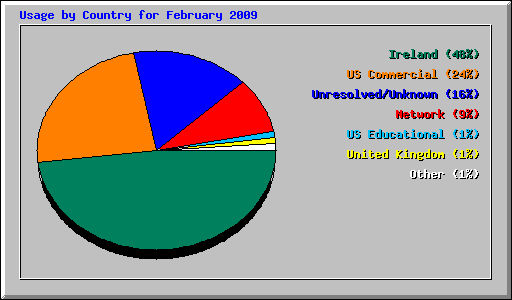 Usage by Country for February 2009
Ireland (48%)
US Commercial (24%)
Unresolved/Unknown (16%)
Network (9%)
US Educational (1%)
United Kingdom (1%)
Other (1%)